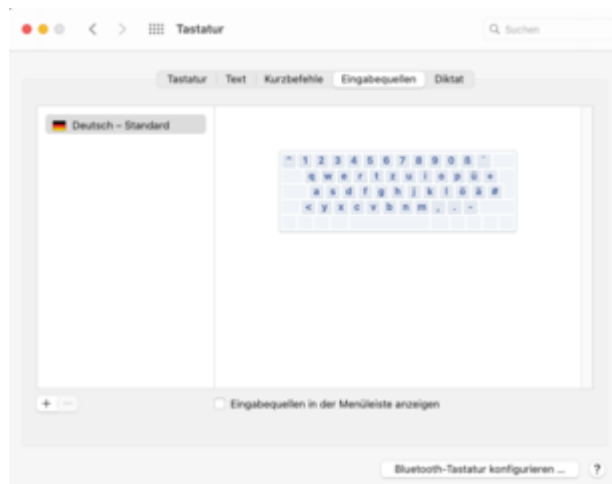 Tastatur
Suchen
Tastatur Text Kurzbefehle Eingabequellen Diktat
Deutsch – Standard
^ 1 2 3 4 5 6 7 8 9 0 ß ´
q w e r t z u i o p ü +
a s d f g h j k l ö ä #
< y x c v b n m , . -
+ −
Eingabequellen in der Menüleiste anzeigen
Bluetooth-Tastatur konfigurieren ... ?